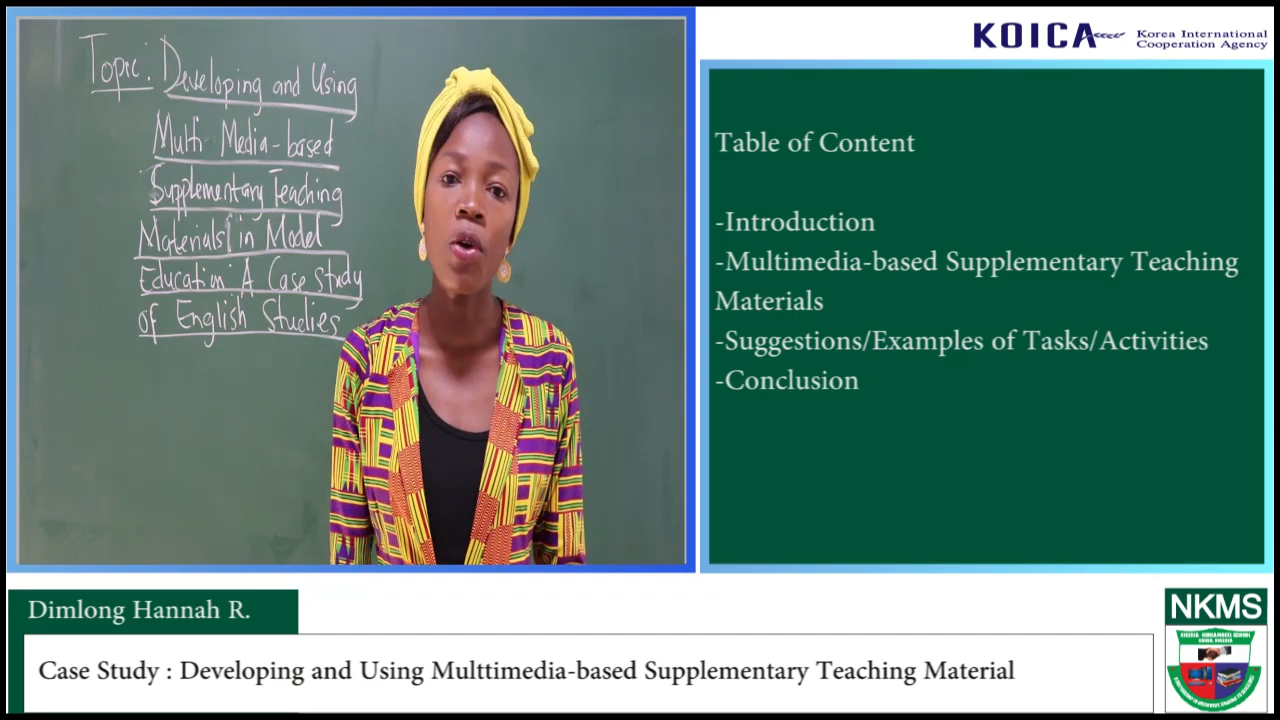 Topic: Developing and Using
Multi Media-based
Supplementary Teaching
Materials in Model
Education: A Case Study
of English Studies
KOICA
Korea International
Cooperation Agency
Table of Content
-Introduction
-Multimedia-based Supplementary Teaching
Materials
-Suggestions/Examples of Tasks/Activities
-Conclusion
Dimlong Hannah R.
Case Study : Developing and Using Multtimedia-based Supplementary Teaching Material
NKMS